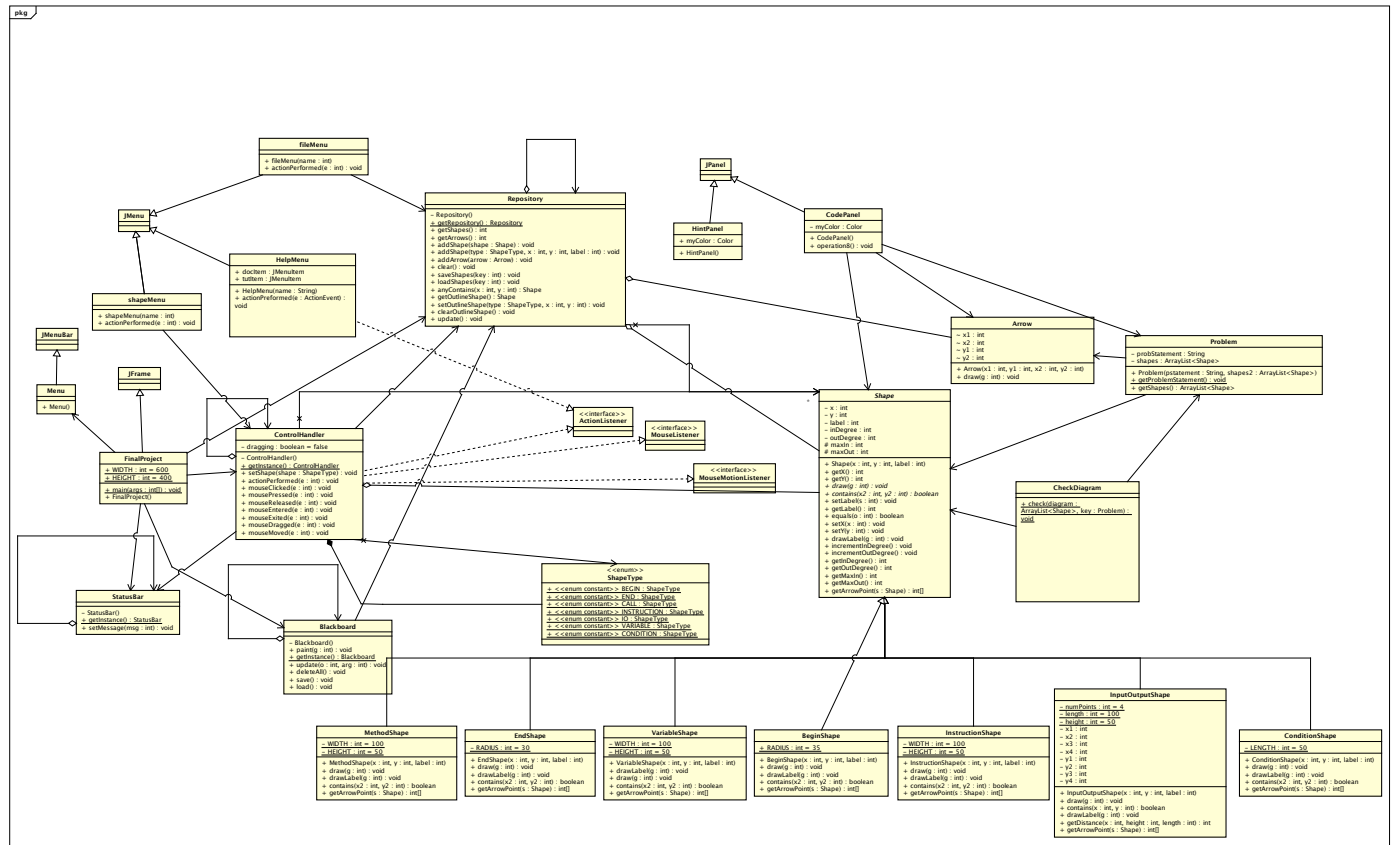 pkg
fileMenu
+ fileMenu(name : int)
+ actionPerformed(e : int) : void
JMenu
HelpMenu
+ docItem : JMenuItem
+ tutItem : JMenuItem
+ HelpMenu(name : String)
+ actionPreformed(e : ActionEvent) :
void
shapeMenu
+ shapeMenu(name : int)
+ actionPerformed(e : int) : void
JMenuBar
Menu
+ Menu()
JFrame
FinalProject
+ WIDTH : int = 600
+ HEIGHT : int = 400
+ main(args : int[]) : void
+ FinalProject()
Repository
− Repository()
+ getRepository() : Repository
+ getShapes() : int
+ getArrows() : int
+ addShape(shape : Shape) : void
+ addShape(type : ShapeType, x : int, y : int, label : int) : void
+ addArrow(arrow : Arrow) : void
+ clear() : void
+ saveShapes(key : int) : void
+ loadShapes(key : int) : void
+ anyContains(x : int, y : int) : Shape
+ getOutlineShape() : Shape
+ setOutlineShape(type : ShapeType, x : int, y : int) : void
+ clearOutlineShape() : void
+ update() : void
JPanel
HintPanel
+ myColor : Color
+ HintPanel()
CodePanel
− myColor : Color
+ CodePanel()
+ operation8() : void
Arrow
~ x1 : int
~ x2 : int
~ y1 : int
~ y2 : int
+ Arrow(x1 : int, y1 : int, x2 : int, y2 : int)
+ draw(g : int) : void
Problem
− probStatement : String
− shapes : ArrayList<Shape>
+ Problem(pstatement : String, shapes2 : ArrayList<Shape>)
+ getProblemStatement() : void
+ getShapes() : ArrayList<Shape>
ControlHandler
− dragging : boolean = false
− ControlHandler()
+ getInstance() : ControlHandler
+ setShape(shape : ShapeType) : void
+ actionPerformed(e : int) : void
+ mouseClicked(e : int) : void
+ mousePressed(e : int) : void
+ mouseReleased(e : int) : void
+ mouseEntered(e : int) : void
+ mouseExited(e : int) : void
+ mouseDragged(e : int) : void
+ mouseMoved(e : int) : void
<<interface>>
ActionListener
<<interface>>
MouseListener
<<interface>>
MouseMotionListener
*
Shape
− x : int
− y : int
− label : int
− inDegree : int
− outDegree : int
# maxIn : int
# maxOut : int
+ Shape(x : int, y : int, label : int)
+ getX() : int
+ getY() : int
+ draw(g : int) : void
+ contains(x2 : int, y2 : int) : boolean
+ setLabel(s : int) : void
+ getLabel() : int
+ equals(o : int) : boolean
+ setX(x : int) : void
+ setY(y : int) : void
+ drawLabel(g : int) : void
+ incrementInDegree() : void
+ incrementOutDegree() : void
+ getInDegree() : int
+ getOutDegree() : int
+ getMaxIn() : int
+ getMaxOut() : int
+ getArrowPoint(s : Shape) : int[]
CheckDiagram
+ check(diagram :
ArrayList<Shape>, key : Problem) :
void
StatusBar
− StatusBar()
+ getInstance() : StatusBar
+ setMessage(msg : int) : void
Blackboard
− Blackboard()
+ paint(g : int) : void
+ getInstance() : Blackboard
+ update(o : int, arg : int) : void
+ deleteAll() : void
+ save() : void
+ load() : void
<<enum>>
ShapeType
+ <<enum constant>> BEGIN : ShapeType
+ <<enum constant>> END : ShapeType
+ <<enum constant>> CALL : ShapeType
+ <<enum constant>> INSTRUCTION : ShapeType
+ <<enum constant>> IO : ShapeType
+ <<enum constant>> VARIABLE : ShapeType
+ <<enum constant>> CONDITION : ShapeType
MethodShape
− WIDTH : int = 100
− HEIGHT : int = 50
+ MethodShape(x : int, y : int, label : int)
+ draw(g : int) : void
+ drawLabel(g : int) : void
+ contains(x2 : int, y2 : int) : boolean
+ getArrowPoint(s : Shape) : int[]
EndShape
− RADIUS : int = 30
+ EndShape(x : int, y : int, label : int)
+ draw(g : int) : void
+ drawLabel(g : int) : void
+ contains(x2 : int, y2 : int) : boolean
+ getArrowPoint(s : Shape) : int[]
VariableShape
− WIDTH : int = 100
− HEIGHT : int = 50
+ VariableShape(x : int, y : int, label : int)
+ drawLabel(g : int) : void
+ draw(g : int) : void
+ contains(x2 : int, y2 : int) : boolean
+ getArrowPoint(s : Shape) : int[]
BeginShape
+ RADIUS : int = 35
+ BeginShape(x : int, y : int, label : int)
+ draw(g : int) : void
+ drawLabel(g : int) : void
+ contains(x2 : int, y2 : int) : boolean
+ getArrowPoint(s : Shape) : int[]
InstructionShape
− WIDTH : int = 100
− HEIGHT : int = 50
+ InstructionShape(x : int, y : int, label : int)
+ draw(g : int) : void
+ drawLabel(g : int) : void
+ contains(x2 : int, y2 : int) : boolean
+ getArrowPoint(s : Shape) : int[]
InputOutputShape
− numPoints : int = 4
− length : int = 100
− height : int = 50
− x1 : int
− x2 : int
− x3 : int
− x4 : int
− y1 : int
− y2 : int
− y3 : int
− y4 : int
+ InputOutputShape(x : int, y : int, label : int)
+ draw(g : int) : void
+ contains(x : int, y : int) : boolean
+ drawLabel(g : int) : void
+ getDistance(x : int, height : int, length : int) : int
+ getArrowPoint(s : Shape) : int[]
ConditionShape
− LENGTH : int = 50
+ ConditionShape(x : int, y : int, label : int)
+ draw(g : int) : void
+ drawLabel(g : int) : void
+ contains(x2 : int, y2 : int) : boolean
+ getArrowPoint(s : Shape) : int[]